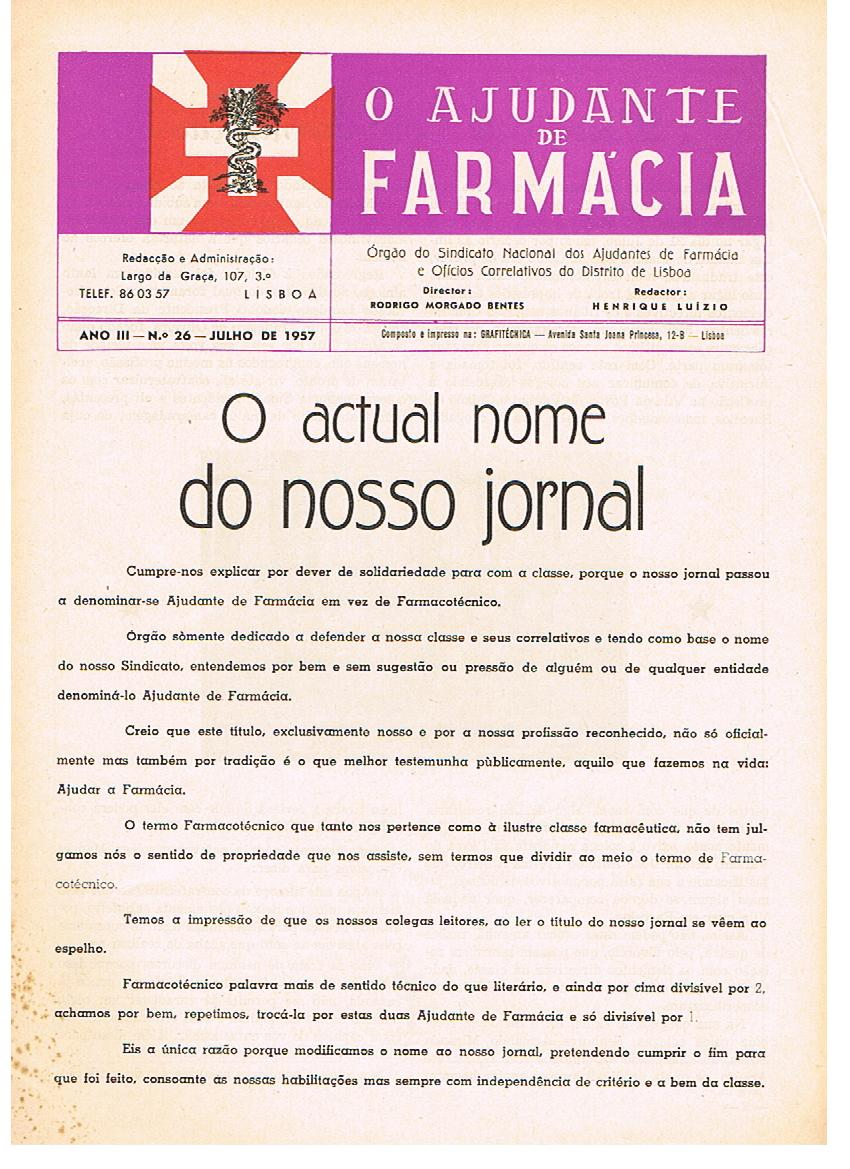 O AJUDANTE
DE
FARMÁCIA
Redacção e Administração:
Largo da Graça, 107, 3.º
TELEF. 86 03 57 LISBOA
Órgão do Sindicato Nacional dos Ajudantes de Farmácia
e Ofícios Correlativos do Distrito de Lisboa
Director: Redactor:
RODRIGO MORGADO BENTES HENRIQUE LUÍZIO
ANO III — N.º 26 — JULHO DE 1957
Composto e impresso na: GRAFITÉCNICA — Avenida Santa Joana Princesa, 12-B — Lisboa
O actual nome
do nosso jornal
Cumpre-nos explicar por dever de solidariedade para com a classe, porque o nosso jornal passou
a denominar-se Ajudante de Farmácia em vez de Farmacotécnico.
Órgão sòmente dedicado a defender a nossa classe e seus correlativos e tendo como base o nome
do nosso Sindicato, entendemos por bem e sem sugestão ou pressão de alguém ou de qualquer entidade
denominá-lo Ajudante de Farmácia.
Creio que este título, exclusivamente nosso e por a nossa profissão reconhecido, não só oficial-
mente mas também por tradição é o que melhor testemunha pùblicamente, aquilo que fazemos na vida:
Ajudar a Farmácia.
O termo Farmacotécnico que tanto nos pertence como à ilustre classe farmacêutica, não tem jul-
gamos nós o sentido de propriedade que nos assiste, sem termos que dividir ao meio o termo de Farma-
cotécnico.
Temos a impressão de que os nossos colegas leitores, ao ler o título do nosso jornal se vêem ao
espelho.
Farmacotécnico palavra mais de sentido técnico do que literário, e ainda por cima divisível por 2,
achamos por bem, repetimos, trocá-la por estas duas Ajudante de Farmácia e só divisível por 1.
Eis a única razão porque modificamos o nome ao nosso jornal, pretendendo cumprir o fim para
que foi feito, consoante as nossas habilitações mas sempre com independência de critério e a bem da classe.